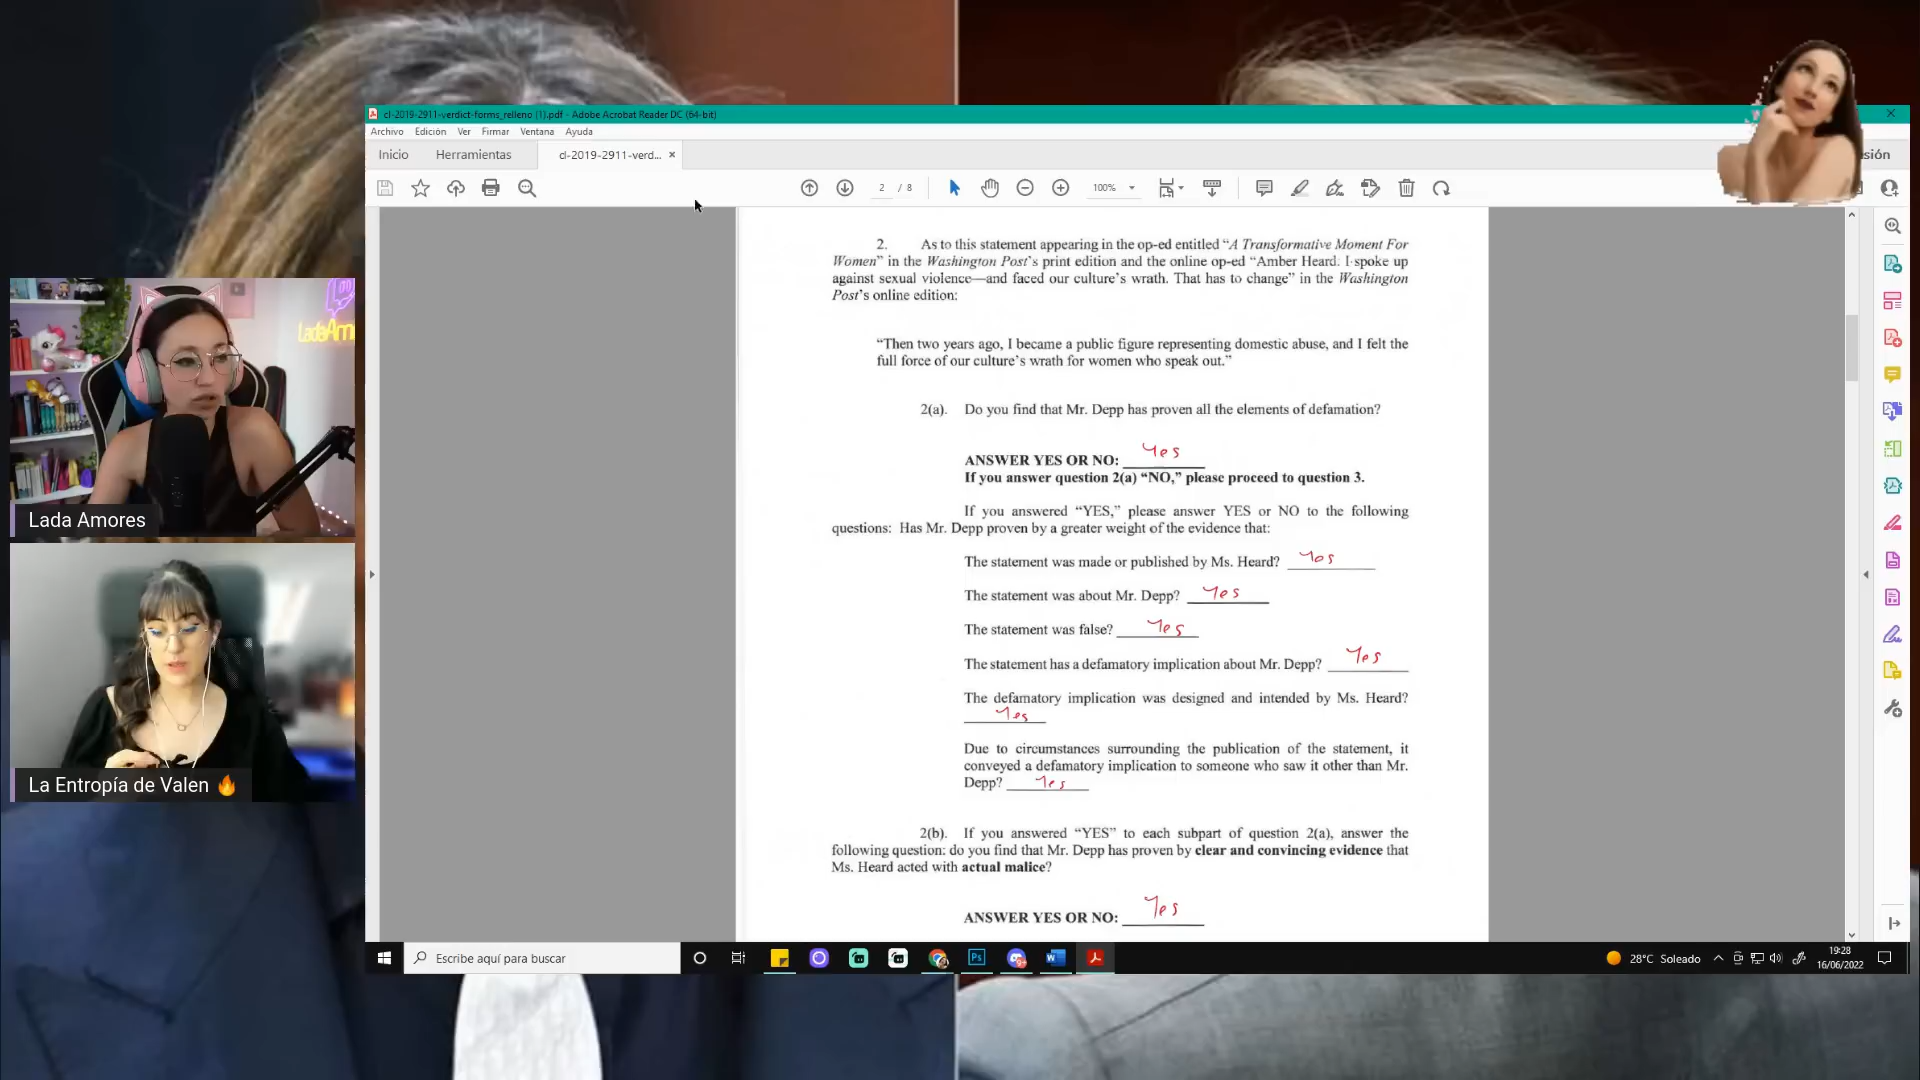 cl-2019-2911-verdict-forms_relleno (1).pdf - Adobe Acrobat Reader DC (64-bit)
Archivo Edición Ver Firmar Ventana Ayuda
Inicio Herramientas cl-2019-2911-verd... ×
sión
2 / 8 100%
2. As to this statement appearing in the op-ed entitled “A Transformative Moment For
Women” in the Washington Post’s print edition and the online op-ed “Amber Heard: I spoke up
against sexual violence—and faced our culture’s wrath. That has to change” in the Washington
Post’s online edition:
“Then two years ago, I became a public figure representing domestic abuse, and I felt the
full force of our culture’s wrath for women who speak out.”
2(a). Do you find that Mr. Depp has proven all the elements of defamation?
ANSWER YES OR NO: Yes
If you answer question 2(a) “NO,” please proceed to question 3.
If you answered “YES,” please answer YES or NO to the following
questions: Has Mr. Depp proven by a greater weight of the evidence that:
The statement was made or published by Ms. Heard? Yes
The statement was about Mr. Depp? Yes
The statement was false? Yes
The statement has a defamatory implication about Mr. Depp? Yes
The defamatory implication was designed and intended by Ms. Heard?
Yes
Due to circumstances surrounding the publication of the statement, it
conveyed a defamatory implication to someone who saw it other than Mr.
Depp? Yes
2(b). If you answered “YES” to each subpart of question 2(a), answer the
following question: do you find that Mr. Depp has proven by clear and convincing evidence that
Ms. Heard acted with actual malice?
ANSWER YES OR NO: Yes
LadaAm
Lada Amores
La Entropía de Valen 🔥
Escribe aquí para buscar
Ps
28°C Soleado
19:28
16/06/2022